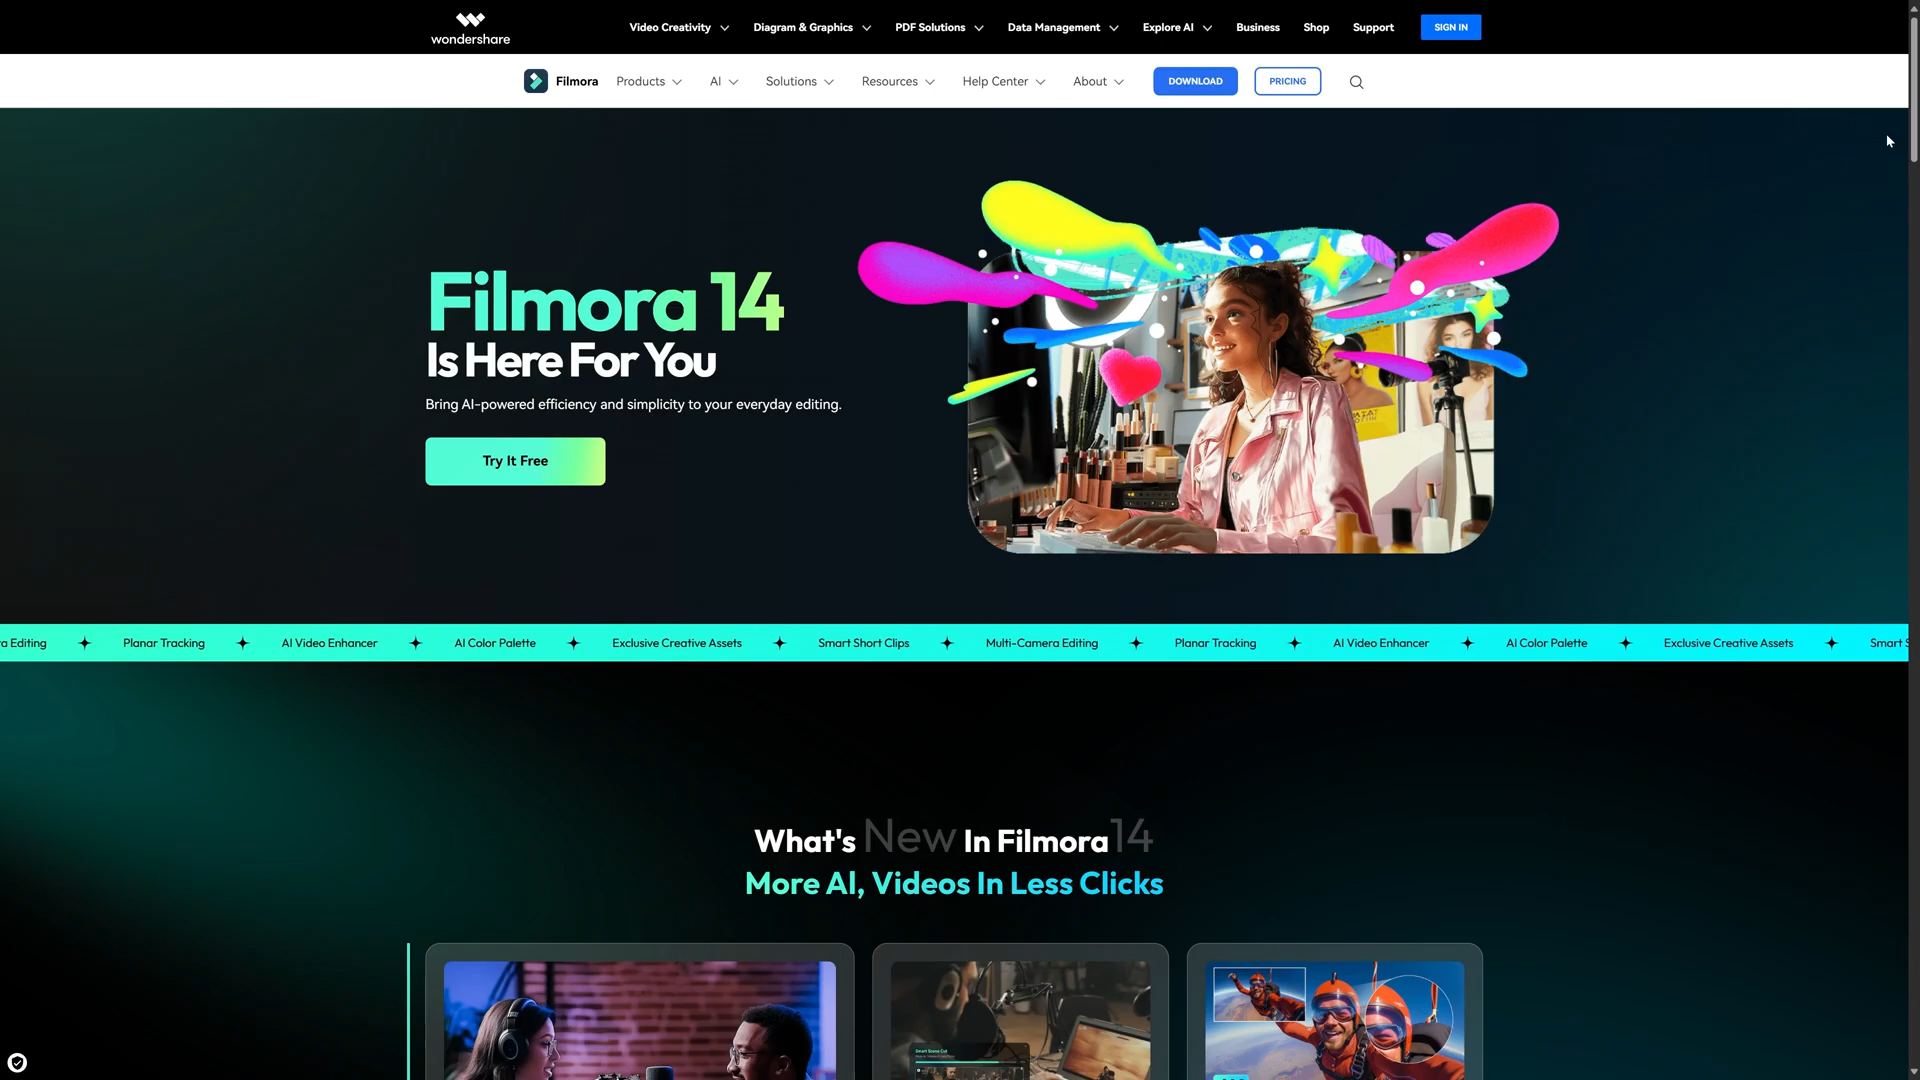 wondershare
Video Creativity
Diagram & Graphics
PDF Solutions
Data Management
Explore AI
Business
Shop
Support
SIGN IN
Filmora
Products
AI
Solutions
Resources
Help Center
About
DOWNLOAD
PRICING
Filmora 14
Is Here For You
Bring AI-powered efficiency and simplicity to your everyday editing.
Try It Free
a Editing
Planar Tracking
AI Video Enhancer
AI Color Palette
Exclusive Creative Assets
Smart Short Clips
Multi-Camera Editing
Planar Tracking
AI Video Enhancer
AI Color Palette
Exclusive Creative Assets
Smart S
What's New In Filmora 14
More AI, Videos In Less Clicks
Smart Scene Cut